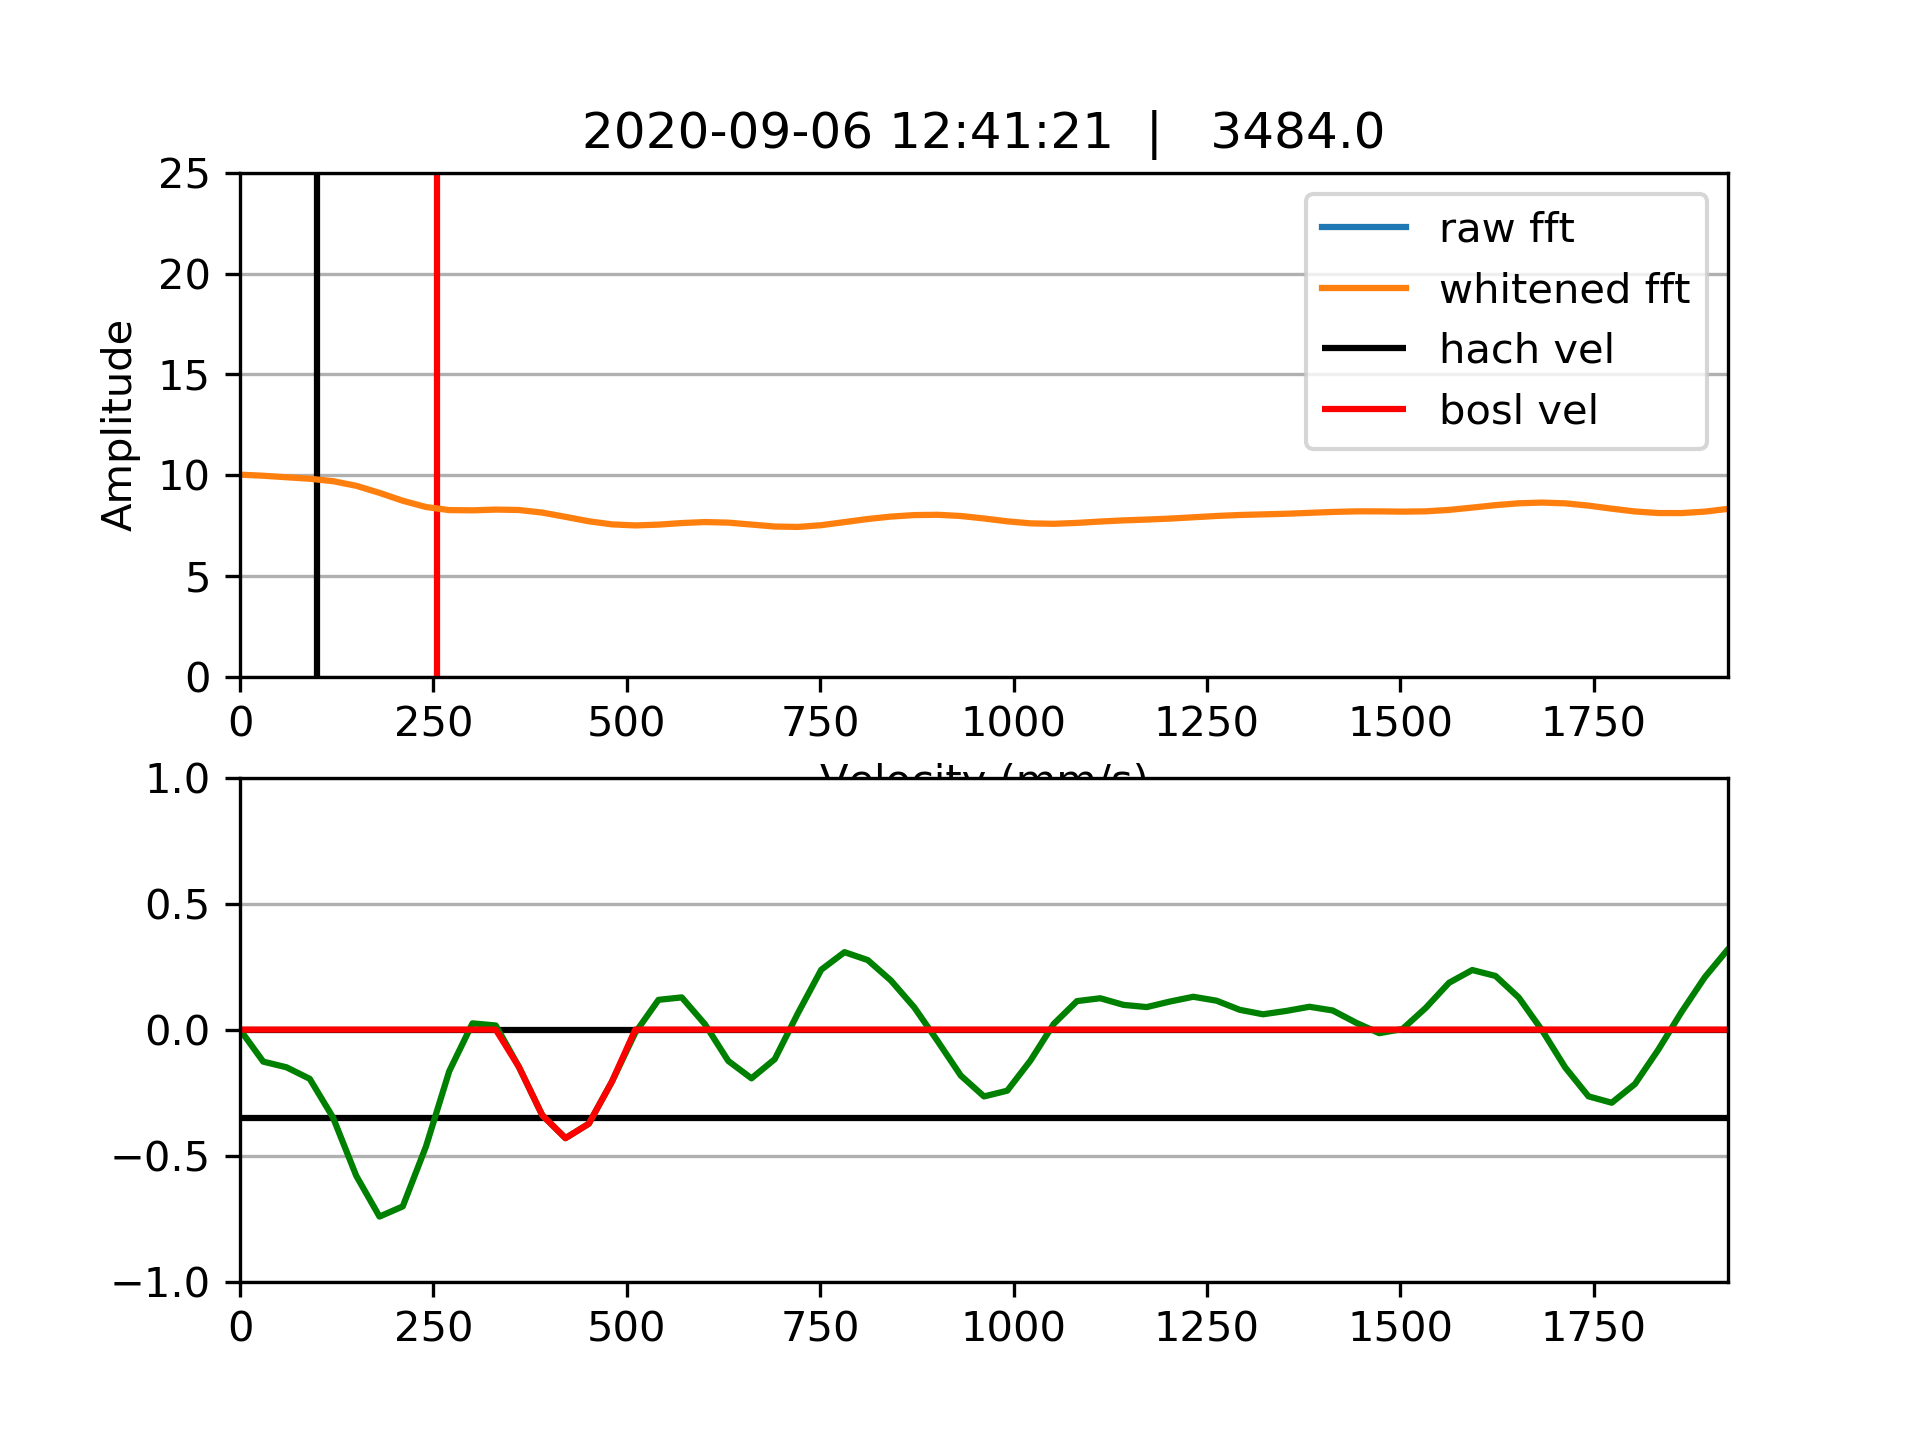 2020-09-06 12:41:21 | 3484.0
25
20
15
10
5
0
Amplitude
raw fft
whitened fft
hach vel
bosl vel
0 250 500 750 1000 1250 1500 1750
Velocity (mm/s)
1.0
0.5
0.0
−0.5
−1.0
0 250 500 750 1000 1250 1500 1750